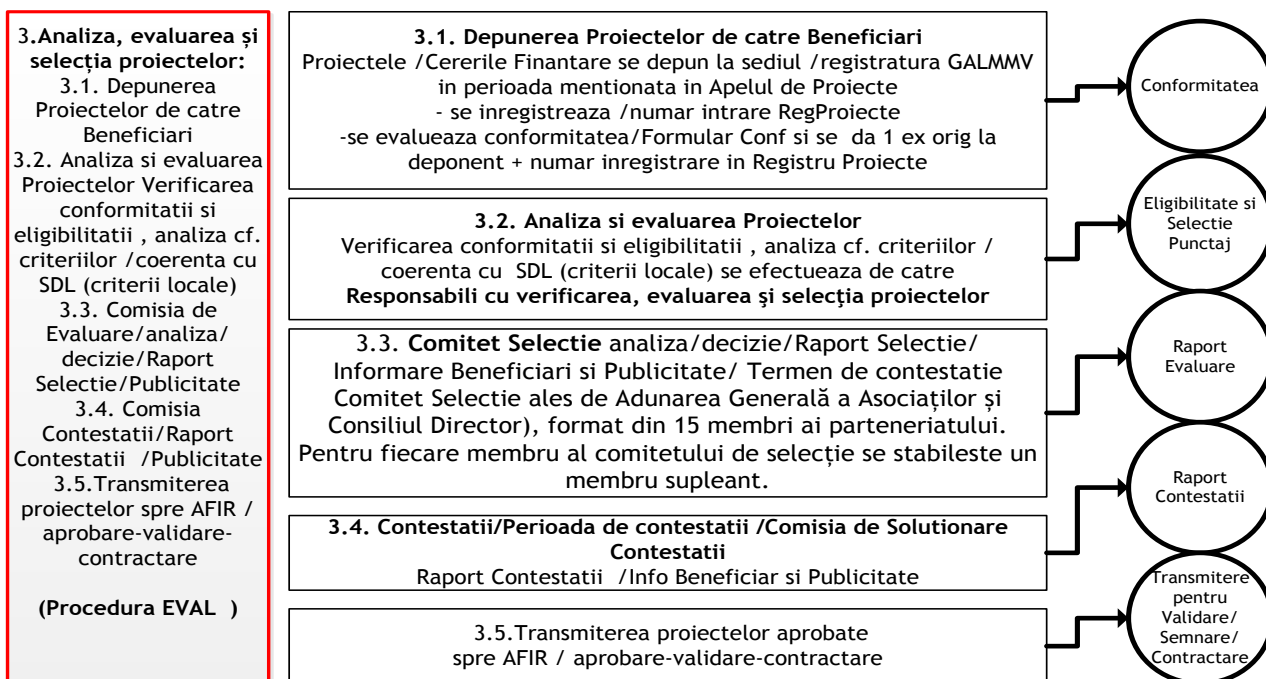 3.Analiza, evaluarea și
selecția proiectelor:
3.1. Depunerea
Proiectelor de catre
Beneficiari
3.2. Analiza si evaluarea
Proiectelor Verificarea
conformitatii si
eligibilitatii , analiza cf.
criteriilor /coerenta cu
SDL (criterii locale)
3.3. Comisia de
Evaluare/analiza/
decizie/Raport
Selectie/Publicitate
3.4. Comisia
Contestatii/Raport
Contestatii /Publicitate
3.5.Transmiterea
proiectelor spre AFIR /
aprobare-validare-
contractare
(Procedura EVAL )
3.1. Depunerea Proiectelor de catre Beneficiari
Proiectele /Cererile Finantare se depun la sediul /registratura GALMMV
in perioada mentionata in Apelul de Proiecte
- se inregistreaza /numar intrare RegProiecte
-se evalueaza conformitatea/Formular Conf si se da 1 ex orig la
deponent + numar inregistrare in Registru Proiecte
Conformitatea
3.2. Analiza si evaluarea Proiectelor
Verificarea conformitatii si eligibilitatii , analiza cf. criteriilor /
coerenta cu SDL (criterii locale) se efectueaza de catre
Responsabili cu verificarea, evaluarea şi selecţia proiectelor
Eligibilitate si
Selectie
Punctaj
3.3. Comitet Selectie analiza/decizie/Raport Selectie/
Informare Beneficiari si Publicitate/ Termen de contestatie
Comitet Selectie ales de Adunarea Generală a Asociaților și
Consiliul Director), format din 15 membri ai parteneriatului.
Pentru fiecare membru al comitetului de selecție se stabileste un
membru supleant.
Raport
Evaluare
3.4. Contestatii/Perioada de contestatii /Comisia de Solutionare
Contestatii
Raport Contestatii /Info Beneficiar si Publicitate
Raport
Contestatii
3.5.Transmiterea proiectelor aprobate
spre AFIR / aprobare-validare-contractare
Transmitere
pentru
Validare/
Semnare/
Contractare